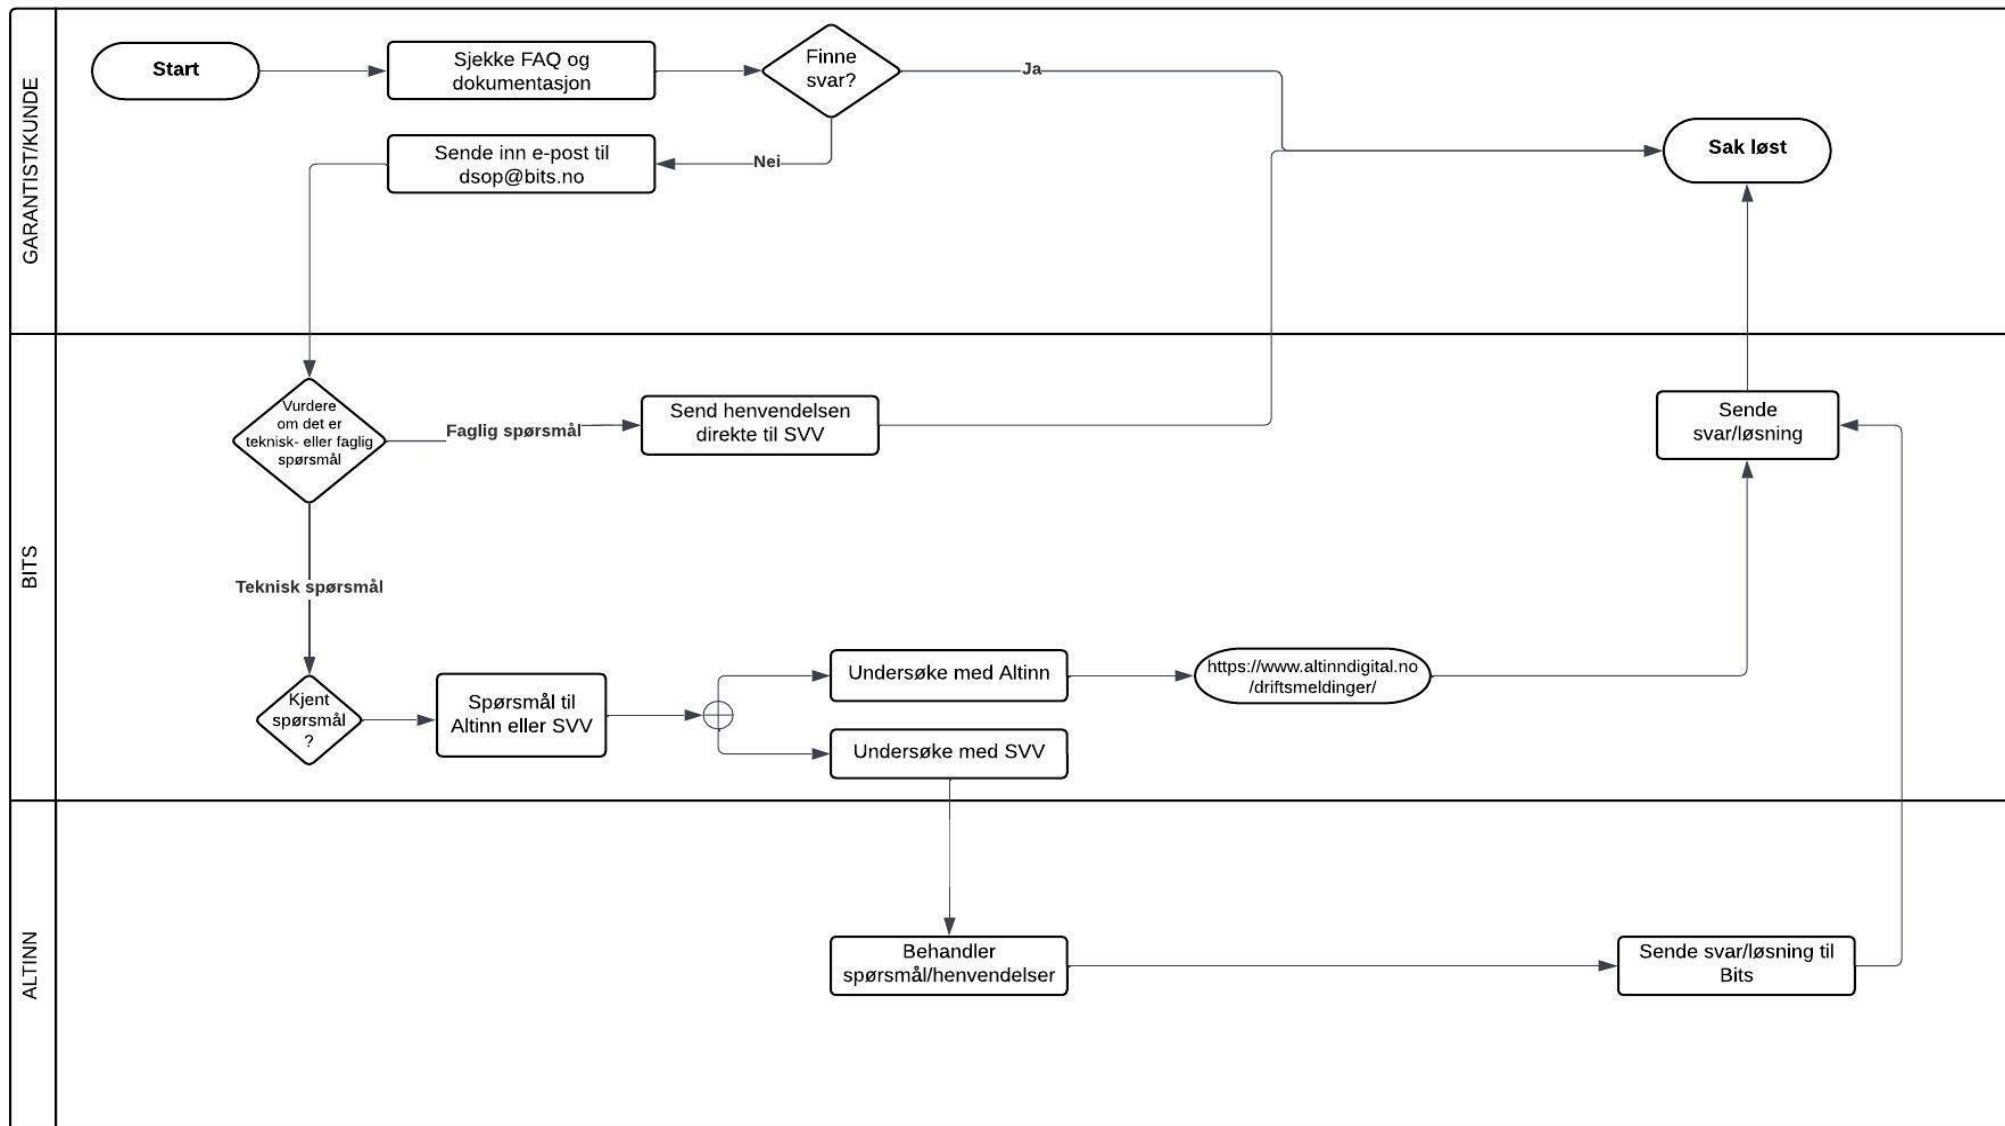 GARANTIST/KUNDE
Start
Sjekke FAQ og
dokumentasjon
Finne
svar?
Ja
Sende inn e-post til
dsop@bits.no
Nei
Sak løst
BITS
Vurdere
om det er
teknisk- eller faglig
spørsmål
Faglig spørsmål
Send henvendelsen
direkte til SVV
Sende
svar/løsning
Teknisk spørsmål
Kjent
spørsmål
?
Spørsmål til
Altinn eller SVV
Undersøke med Altinn
https://www.altinndigital.no
/driftsmeldinger/
Undersøke med SVV
ALTINN
Behandler
spørsmål/henvendelser
Sende svar/løsning til
Bits